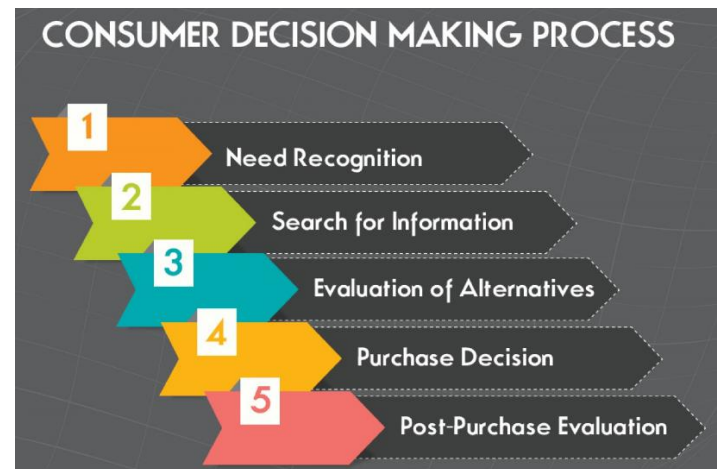 CONSUMER DECISION MAKING PROCESS
1
Need Recognition
2
Search for Information
3
Evaluation of Alternatives
4
Purchase Decision
5
Post-Purchase Evaluation